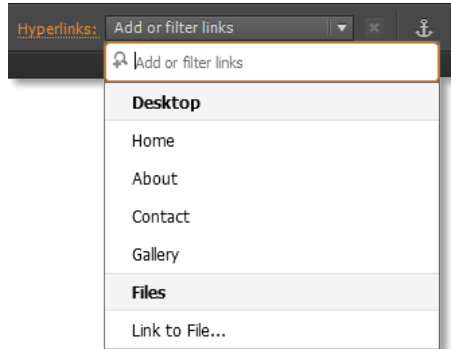 Hyperlinks: Add or filter links
Add or filter links
Desktop
Home
About
Contact
Gallery
Files
Link to File...